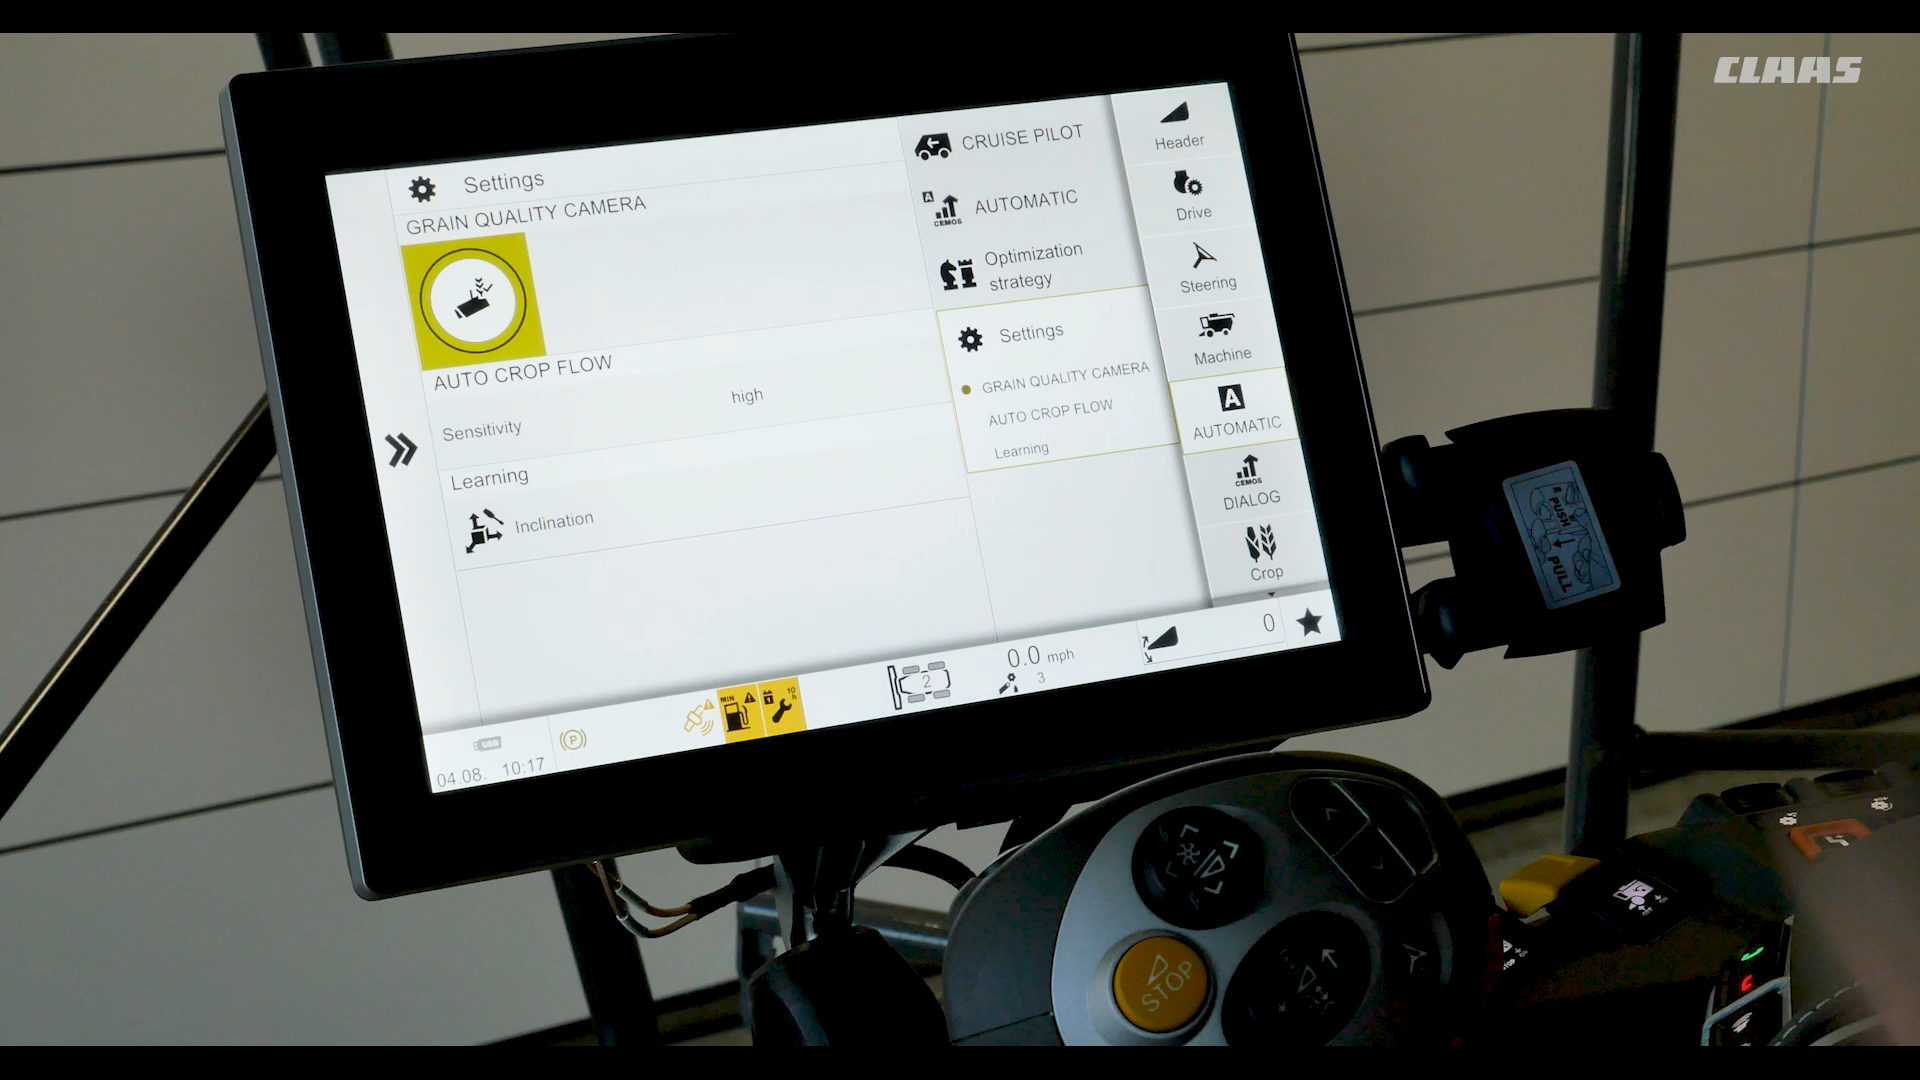 CLAAS
Settings
GRAIN QUALITY CAMERA
AUTO CROP FLOW
Sensitivity
high
Learning
Inclination
CRUISE PILOT
A
CEMOS
AUTOMATIC
Optimization
strategy
Settings
GRAIN QUALITY CAMERA
AUTO CROP FLOW
Learning
Header
Drive
Steering
Machine
A
AUTOMATIC
CEMOS
DIALOG
Crop
USB
04.08. 10:17
P
MIN
10
h
2
0.0 mph
3
0
PUSH
PULL
STOP